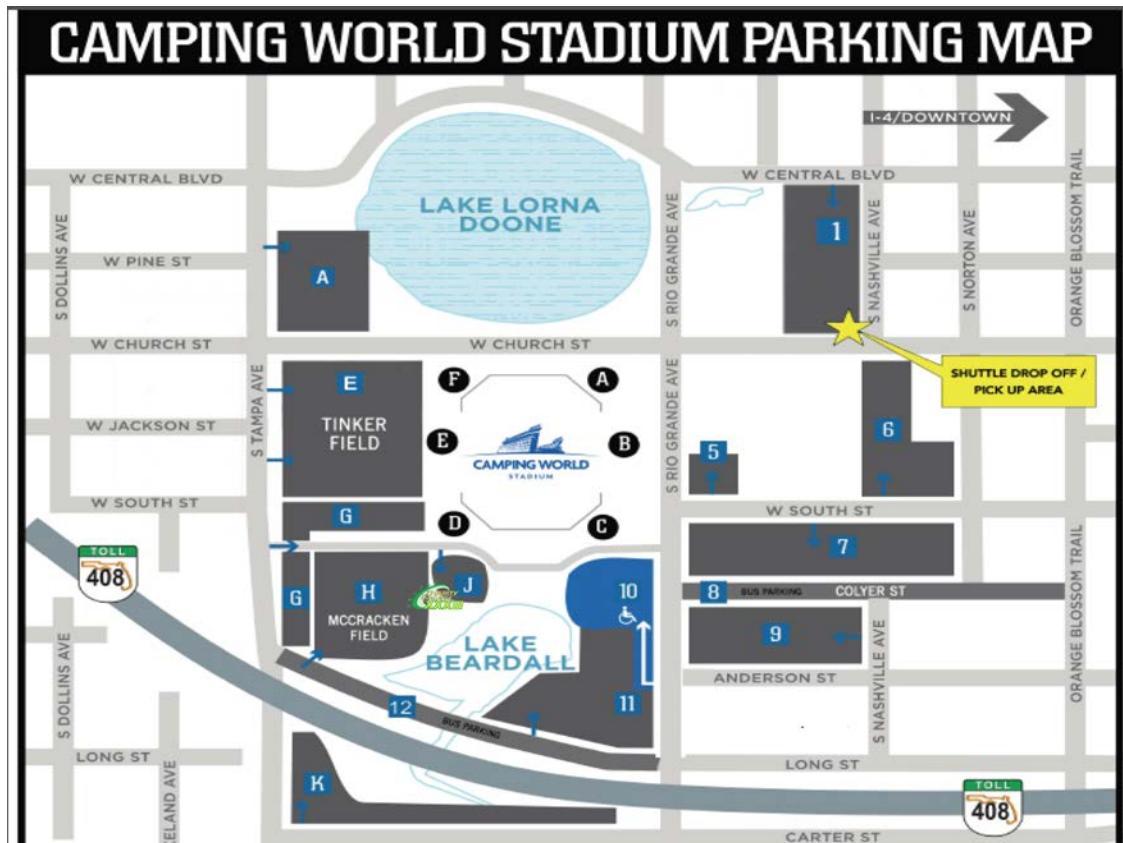 CAMPING WORLD STADIUM PARKING MAP
I-4/DOWNTOWN
W CENTRAL BLVD
W CENTRAL BLVD
LAKE LORNA
DOONE
1
S DOLLINS AVE
S RIO GRANDE AVE
S NASHVILLE AVE
S NORTON AVE
ORANGE BLOSSOM TRAIL
W PINE ST
A
W CHURCH ST
W CHURCH ST
SHUTTLE DROP OFF /
PICK UP AREA
S TAMPA AVE
E
TINKER
FIELD
F
A
E
B
D
C
CAMPING WORLD
STADIUM
S RIO GRANDE AVE
5
6
W JACKSON ST
W SOUTH ST
W SOUTH ST
G
7
TOLL
408
G
H
MCCRACKEN
FIELD
J
XXXIII
10
8
BUS PARKING
COLYER ST
LAKE
BEARDALL
9
ORANGE BLOSSOM TRAIL
S DOLLINS AVE
ANDERSON ST
S NASHVILLE AVE
12
BUS PARKING
11
LONG ST
LONG ST
K
TOLL
408
CARTER ST